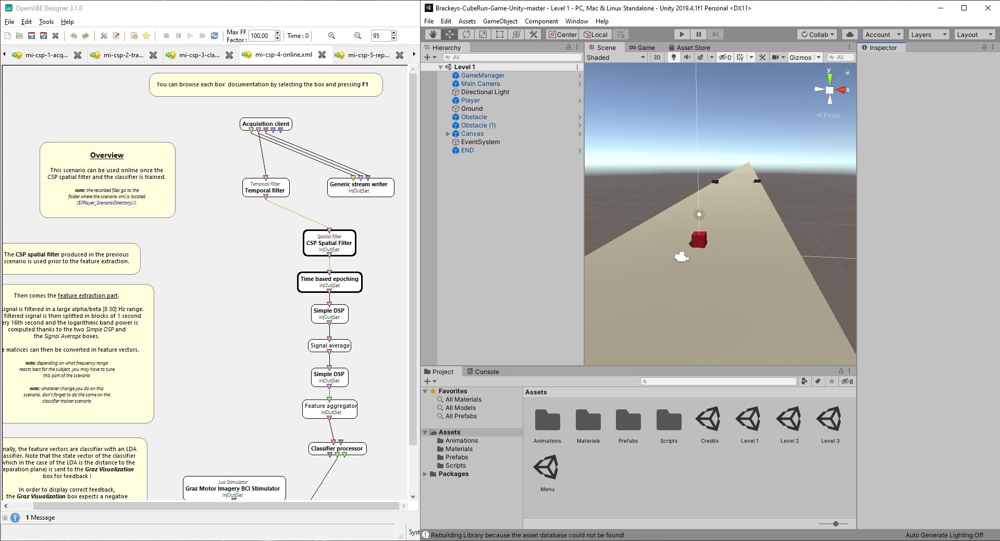 OpenViBE Designer 3.1.0
File Edit Tools Help
Max FF
Factor : 100.00 Time : 0 95
mi-csp-1-acq... mi-csp-2-tra... mi-csp-3-cla... mi-csp-4-online.xml mi-csp-5-rep...
You can browse each box' documentation by selecting the box and pressing F1
Acquisition client
Overview
This scenario can be used online once the
CSP spatial filter and the classifier is trained.
note: the recorded files go to the
folder where the scenario xml is located
(${Player_ScenarioDirectory}/).
Temporal Filter
Temporal filter
Generic stream writer
In|Out|Set
Spatial Filter
CSP Spatial Filter
In|Out|Set
The CSP spatial filter produced in the previous
scenario is used prior to the feature extraction.
Time based epoching
In|Out|Set
Then comes the feature extraction part.
ignal is filtered in a large alpha/beta [8 30] Hz range.
filtered signal is then splitted in blocks of 1 second
ery 16th second and the logarithmic band power is
computed thanks to the two Simple DSP and
the Signal Average boxes.
e matrices can then be converted in feature vectors.
note: depending on what frequency range
reacts best for the subject, you may have to tune
this part of the scenario
note: whatever change you do on this
scenario, don't forget to do the same on the
classifier trainer scenario
Simple DSP
In|Out|Set
Signal average
Simple DSP
In|Out|Set
Feature aggregator
In|Out|Set
Classifier processor
nally, the feature vectors are classifier with an LDA
assifier. Note that the state vector of the classifier
which in the case of the LDA is the distance to the
eparation plane) is sent to the Graz Visualization
box for feedback !
In order to display correct feedback,
the Graz Visualization box expects a negative
Lua Stimulator
Graz Motor Imagery BCI Stimulator
In|Out|Set
1 Message
Syst
Brackeys-CubeRun-Game-Unity-master - Level 1 - PC, Mac & Linux Standalone - Unity 2019.4.1f1 Personal <DX11>
File Edit Assets GameObject Component Window Help
Center Local Collab Account Layers Layout
Hierarchy
All
Level 1
GameManager
Main Camera
Directional Light
Player
Ground
Obstacle
Obstacle (1)
Canvas
EventSystem
END
Scene Game Asset Store
Shaded 2D 0 Gizmos All
y
x
Persp
Inspector
Project Console
8
Favorites
All Materials
All Models
All Prefabs
Assets
Animations
Materials
Prefabs
Scripts
Packages
Assets
Animations Materials Prefabs Scripts Credits Level 1 Level 2 Level 3
Menu
Rebuilding Library because the asset database could not be found!
Auto Generate Lighting Off